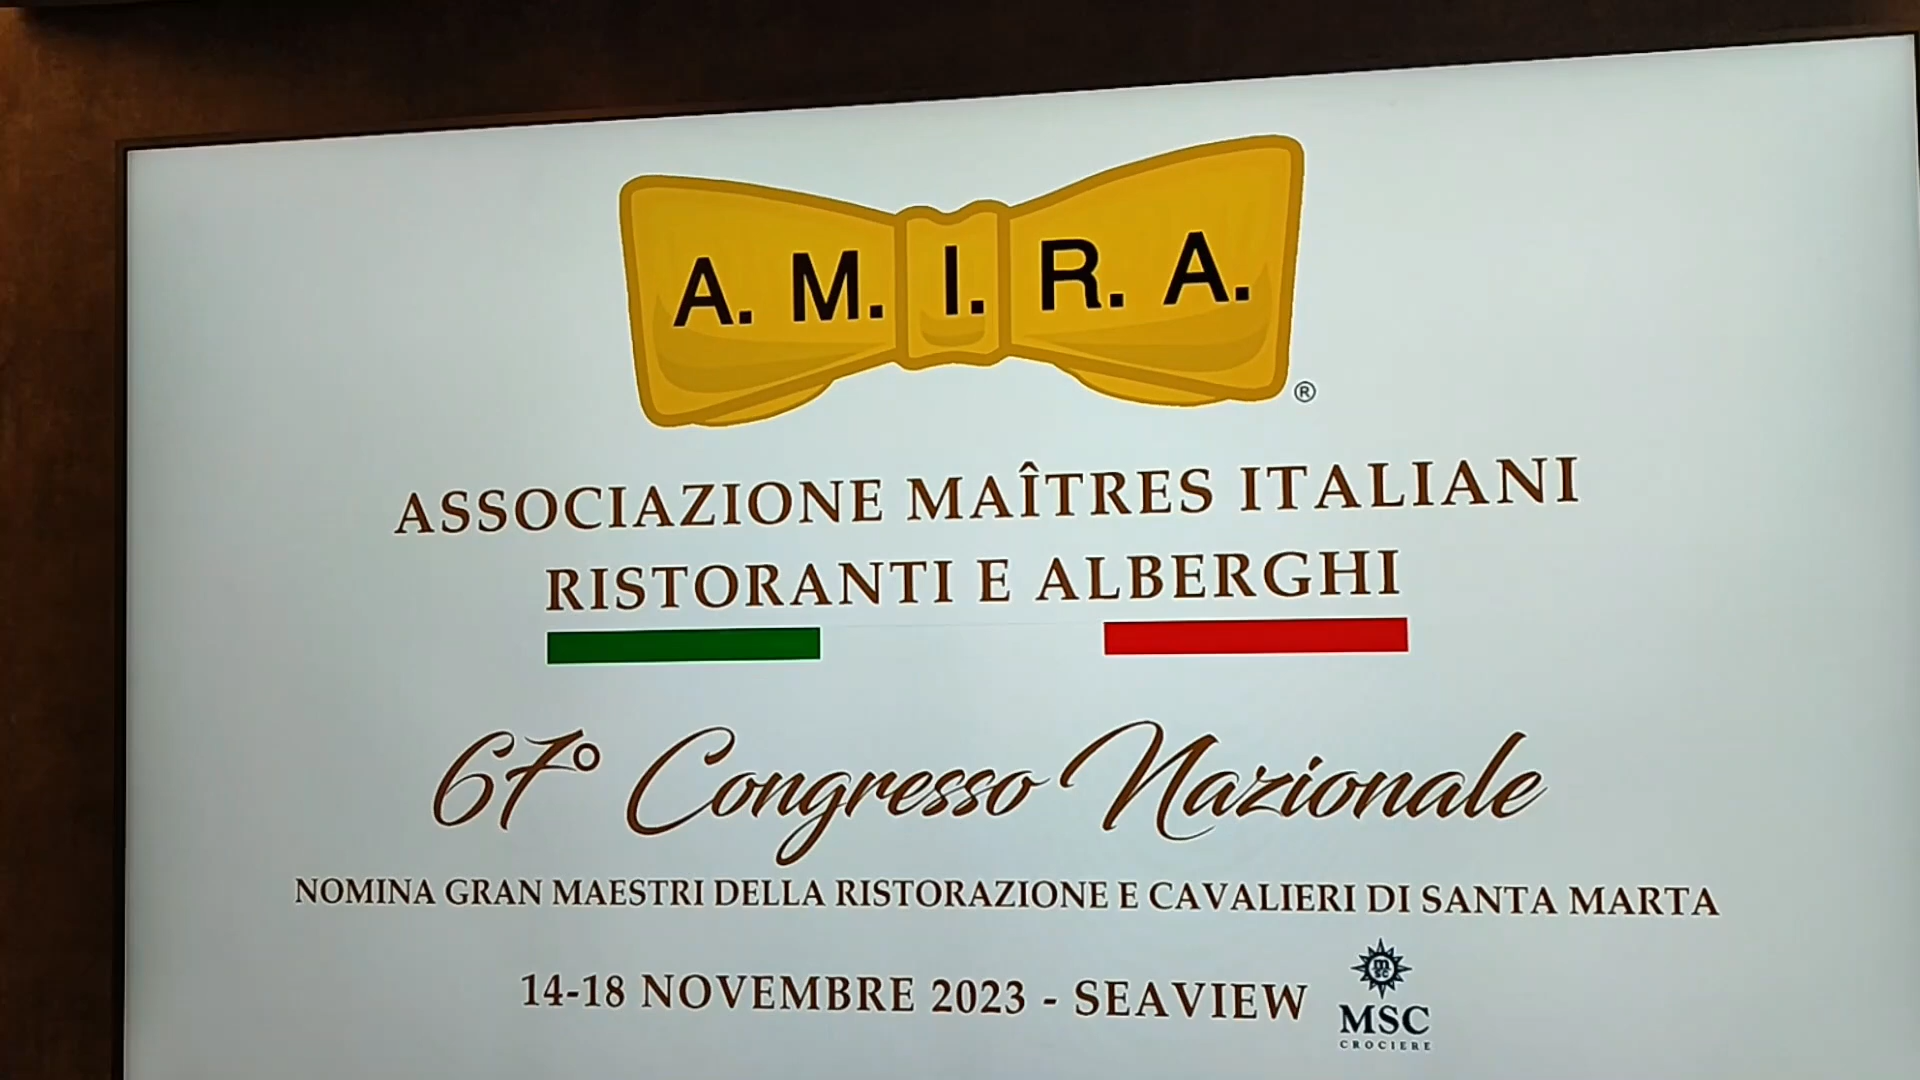 A. M. I. R. A.
®
ASSOCIAZIONE MAÎTRES ITALIANI
RISTORANTI E ALBERGHI
67° Congresso Nazionale
NOMINA GRAN MAESTRI DELLA RISTORAZIONE E CAVALIERI DI SANTA MARTA
14-18 NOVEMBRE 2023 - SEAVIEW
m
SC
MSC
CROCIERE